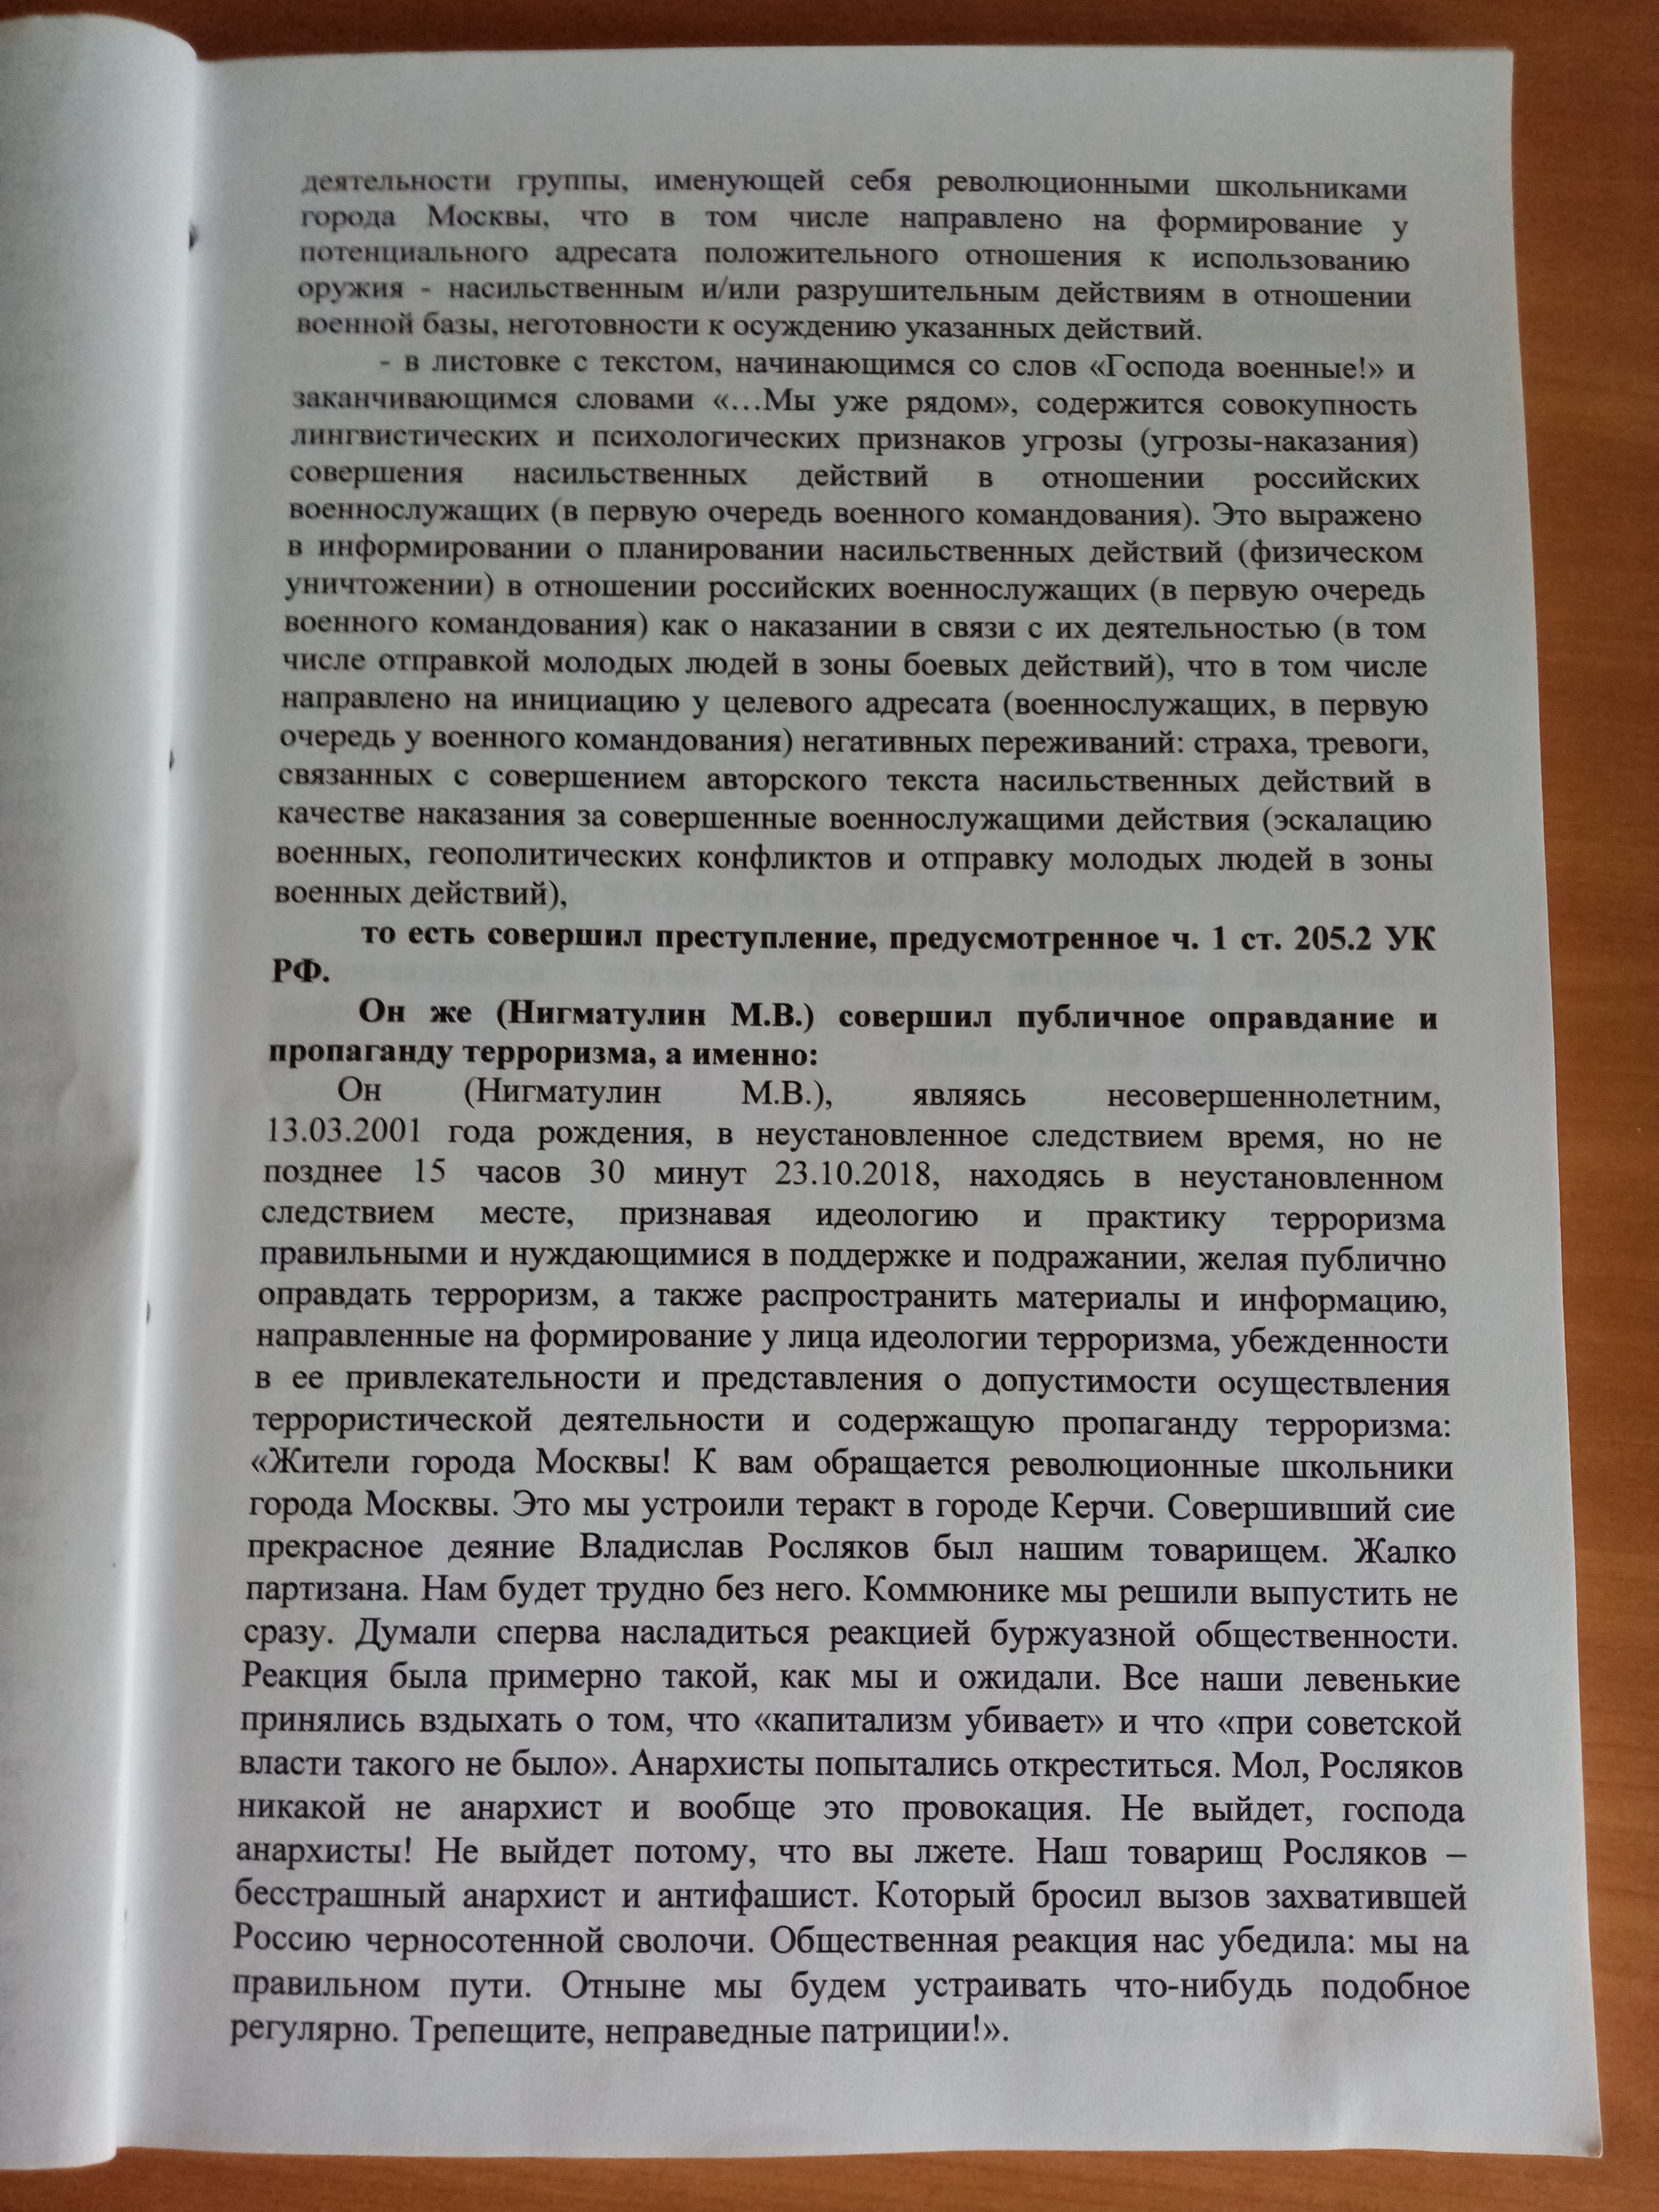 деятельности группы, именующей себя революционными школьниками
города Москвы, что в том числе направлено на формирование у
потенциального адресата положительного отношения к использованию
оружия - насильственным и/или разрушительным действиям в отношении
военной базы, неготовности к осуждению указанных действий.
- в листовке с текстом, начинающимся со слов «Господа военные!» и
заканчивающимся словами «…Мы уже рядом», содержится совокупность
лингвистических и психологических признаков угрозы (угрозы-наказания)
совершения насильственных действий в отношении российских
военнослужащих (в первую очередь военного командования). Это выражено
в информировании о планировании насильственных действий (физическом
уничтожении) в отношении российских военнослужащих (в первую очередь
военного командования) как о наказании в связи с их деятельностью (в том
числе отправкой молодых людей в зоны боевых действий), что в том числе
направлено на инициацию у целевого адресата (военнослужащих, в первую
очередь у военного командования) негативных переживаний: страха, тревоги,
связанных с совершением авторского текста насильственных действий в
качестве наказания за совершенные военнослужащими действия (эскалацию
военных, геополитических конфликтов и отправку молодых людей в зоны
военных действий),
то есть совершил преступление, предусмотренное ч. 1 ст. 205.2 УК
РФ.
Он же (Нигматулин М.В.) совершил публичное оправдание и
пропаганду терроризма, а именно:
Он (Нигматулин М.В.), являясь несовершеннолетним,
13.03.2001 года рождения, в неустановленное следствием время, но не
позднее 15 часов 30 минут 23.10.2018, находясь в неустановленном
следствием месте, признавая идеологию и практику терроризма
правильными и нуждающимися в поддержке и подражании, желая публично
оправдать терроризм, а также распространить материалы и информацию,
направленные на формирование у лица идеологии терроризма, убежденности
в ее привлекательности и представления о допустимости осуществления
террористической деятельности и содержащую пропаганду терроризма:
«Жители города Москвы! К вам обращается революционные школьники
города Москвы. Это мы устроили теракт в городе Керчи. Совершивший сие
прекрасное деяние Владислав Росляков был нашим товарищем. Жалко
партизана. Нам будет трудно без него. Коммюнике мы решили выпустить не
сразу. Думали сперва насладиться реакцией буржуазной общественности.
Реакция была примерно такой, как мы и ожидали. Все наши левенькие
принялись вздыхать о том, что «капитализм убивает» и что «при советской
власти такого не было». Анархисты попытались откреститься. Мол, Росляков
никакой не анархист и вообще это провокация. Не выйдет, господа
анархисты! Не выйдет потому, что вы лжете. Наш товарищ Росляков –
бесстрашный анархист и антифашист. Который бросил вызов захватившей
Россию черносотенной сволочи. Общественная реакция нас убедила: мы на
правильном пути. Отныне мы будем устраивать что-нибудь подобное
регулярно. Трепещите, неправедные патриции!».